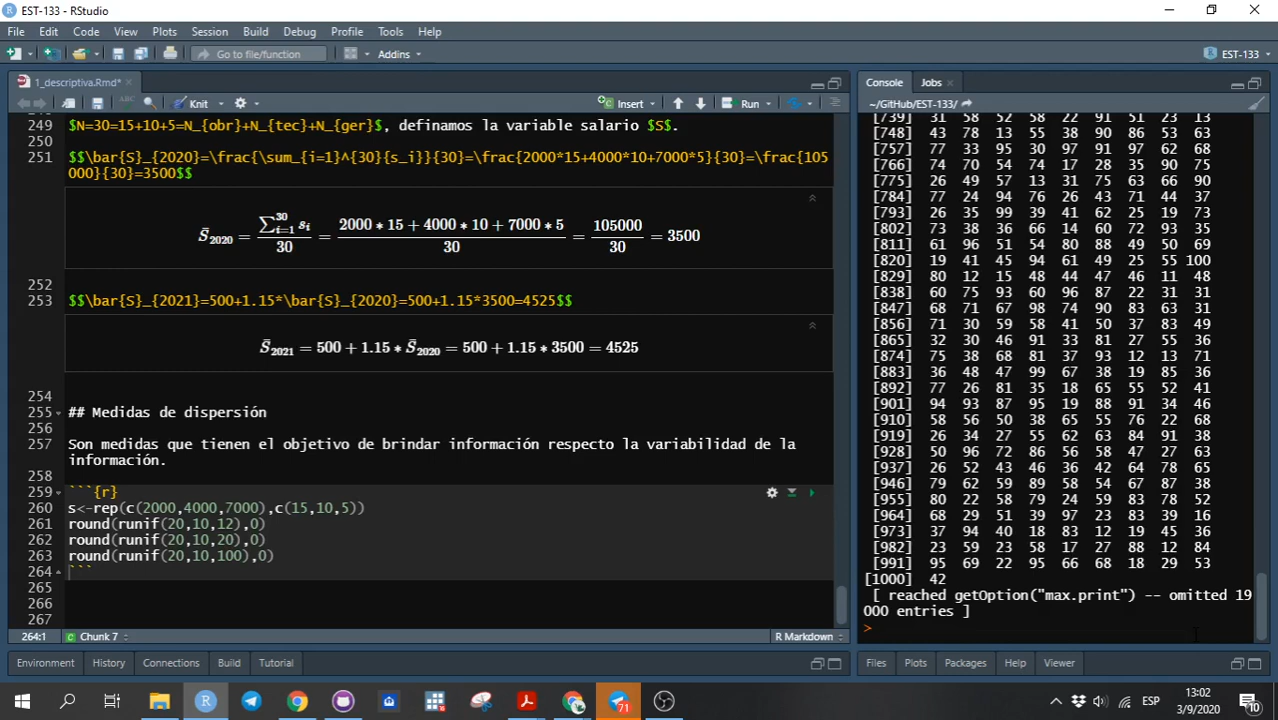 EST-133 - RStudio
File Edit Code View Plots Session Build Debug Profile Tools Help
Go to file/function Addins EST-133
1_descriptiva.Rmd*
Knit Insert Run
249 $N=30=15+10+5=N_{obr}+N_{tec}+N_{ger}$, definamos la variable salario $S$.
250
251 $$\bar{S}_{2020}=\frac{\sum_{i=1}^{30}{s_i}}{30}=\frac{2000*15+4000*10+7000*5}{30}=\frac{105
000}{30}=3500$$
S̄2020 = ∑30i=1 si / 30 = 2000 * 15 + 4000 * 10 + 7000 * 5 / 30 = 105000 / 30 = 3500
252
253 $$\bar{S}_{2021}=500+1.15*\bar{S}_{2020}=500+1.15*3500=4525$$
S̄2021 = 500 + 1.15 * S̄2020 = 500 + 1.15 * 3500 = 4525
254
255 ## Medidas de dispersión
256
257 Son medidas que tienen el objetivo de brindar información respecto la variabilidad de la
información.
258
259 ```{r}
260 s<-rep(c(2000,4000,7000),c(15,10,5))
261 round(runif(20,10,12),0)
262 round(runif(20,10,20),0)
263 round(runif(20,10,100),0)
264 ```
265
266
267
264:1 Chunk 7 R Markdown
Environment History Connections Build Tutorial
Console Jobs
~/GitHub/EST-133/
[739] 31 58 52 58 22 91 51 23 13
[748] 43 78 13 55 38 90 86 53 63
[757] 77 33 95 30 97 91 97 62 68
[766] 74 70 54 74 17 28 35 90 75
[775] 26 49 57 13 31 75 63 66 90
[784] 77 24 94 76 26 43 71 44 37
[793] 26 35 99 39 41 62 25 19 73
[802] 73 38 36 66 14 60 72 93 35
[811] 61 96 51 54 80 88 49 50 69
[820] 19 41 45 94 61 49 25 55 100
[829] 80 12 15 48 44 47 46 11 48
[838] 60 75 93 60 96 87 22 31 31
[847] 68 71 67 98 74 90 83 63 31
[856] 71 30 59 58 41 50 37 83 49
[865] 32 30 46 91 33 81 27 55 36
[874] 75 38 68 81 37 93 12 13 71
[883] 36 48 47 99 67 38 19 85 36
[892] 77 26 81 35 18 65 55 52 41
[901] 94 93 87 95 19 88 91 34 46
[910] 58 56 50 38 65 55 76 22 68
[919] 26 34 27 55 62 63 84 91 38
[928] 50 96 72 86 56 58 47 27 63
[937] 26 52 43 46 36 42 64 78 65
[946] 79 62 59 89 58 54 67 87 38
[955] 80 22 58 79 24 59 83 78 52
[964] 68 29 51 39 97 23 83 39 16
[973] 37 94 40 18 83 12 19 45 36
[982] 23 59 23 58 17 27 88 12 84
[991] 95 69 22 95 66 68 18 29 53
[1000] 42
[ reached getOption("max.print") -- omitted 19
000 entries ]
>
Files Plots Packages Help Viewer
71
ESP
13:02
3/9/2020
10